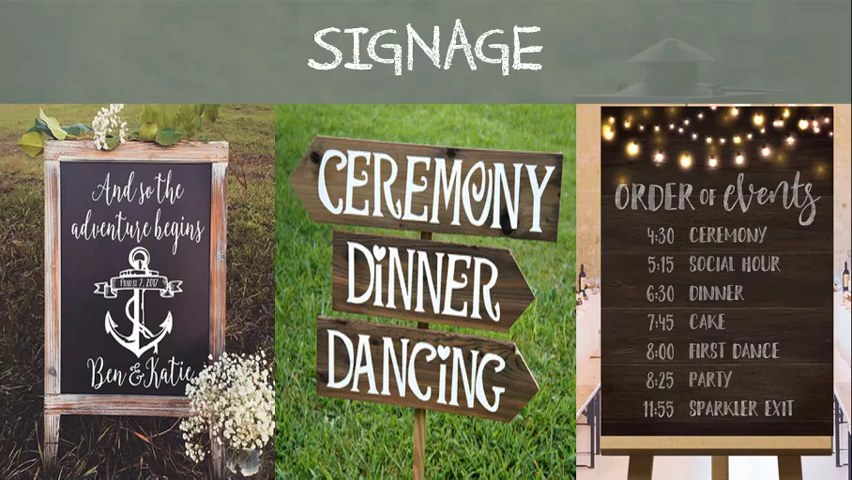 SIGNAGE
And so the
adventure begins
AUGUST 7, 2017
Ben & Katie
CEREMONY
DINNER
DANCING
ORDER OF events
4:30 CEREMONY
5:15 SOCIAL HOUR
6:30 DINNER
7:45 CAKE
8:00 FIRST DANCE
8:25 PARTY
11:55 SPARKLER EXIT